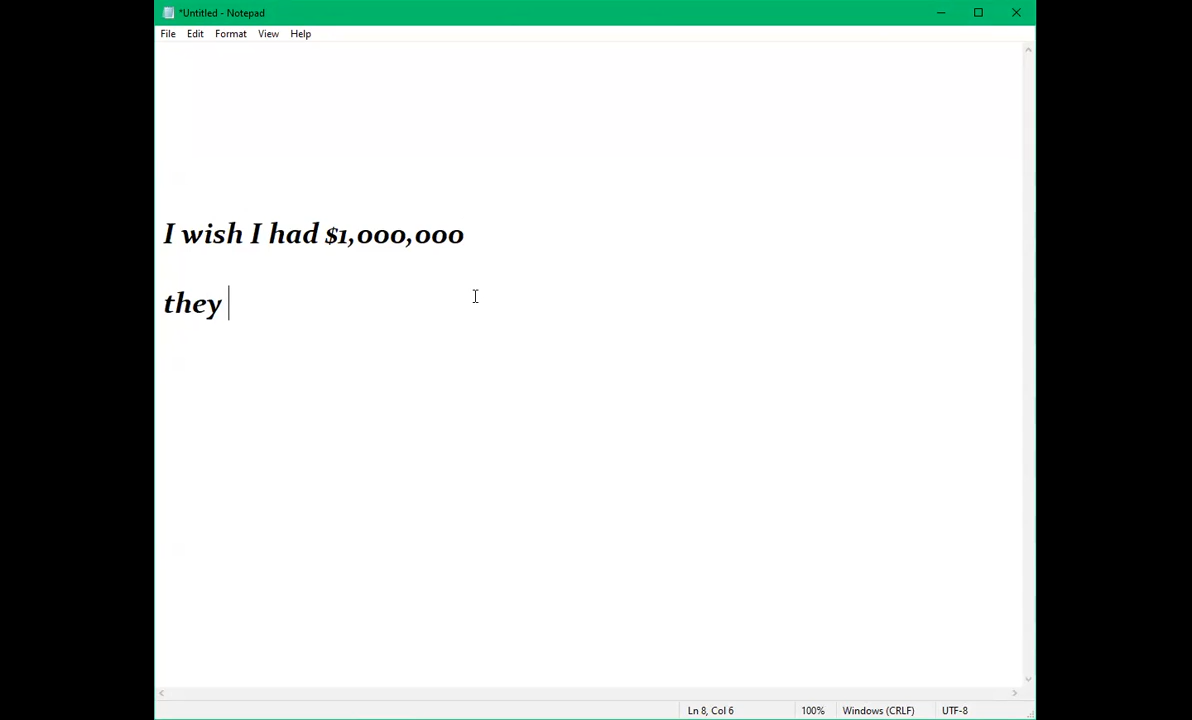 *Untitled - Notepad
File Edit Format View Help
I wish I had $1,000,000
they
Ln 8, Col 6 100% Windows (CRLF) UTF-8